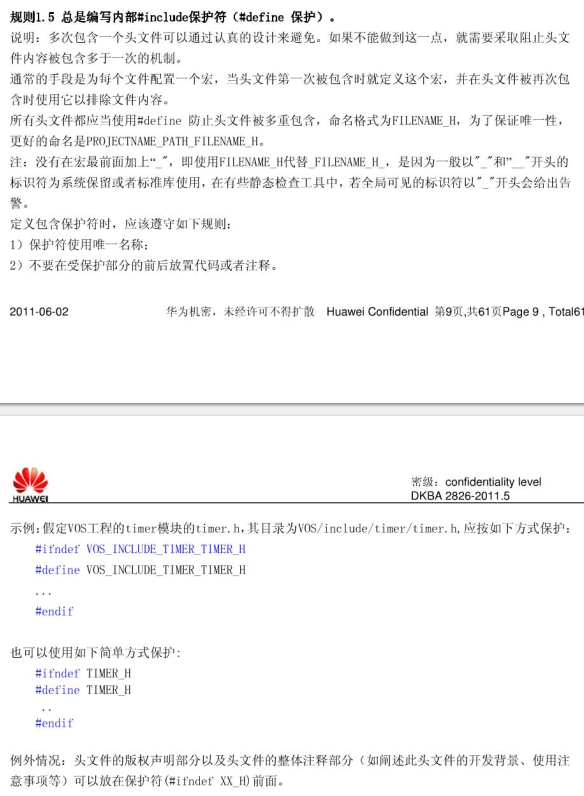 规则1.5 总是编写内部#include保护符（#define 保护）。
说明：多次包含一个头文件可以通过认真的设计来避免。如果不能做到这一点，就需要采取阻止头文
件内容被包含多于一次的机制。
通常的手段是为每个文件配置一个宏，当头文件第一次被包含时就定义这个宏，并在头文件被再次包
含时使用它以排除文件内容。
所有头文件都应当使用#define 防止头文件被多重包含，命名格式为FILENAME_H，为了保证唯一性，
更好的命名是PROJECTNAME_PATH_FILENAME_H。
注：没有在宏最前面加上“_"，即使用FILENAME_H代替_FILENAME_H_，是因为一般以"_"和”__"开头的
标识符为系统保留或者标准库使用，在有些静态检查工具中，若全局可见的标识符以"_"开头会给出告
警。
定义包含保护符时，应该遵守如下规则：
1）保护符使用唯一名称；
2）不要在受保护部分的前后放置代码或者注释。
2011-06-02 华为机密，未经许可不得扩散 Huawei Confidential 第9页,共61页Page 9 , Total61
HUAWEI
密级：confidentiality level
DKBA 2826-2011.5
示例：假定VOS工程的timer模块的timer.h，其目录为VOS/include/timer/timer.h,应按如下方式保护：
#ifndef VOS_INCLUDE_TIMER_TIMER_H
#define VOS_INCLUDE_TIMER_TIMER_H
...
#endif
也可以使用如下简单方式保护:
#ifndef TIMER_H
#define TIMER_H
..
#endif
例外情况：头文件的版权声明部分以及头文件的整体注释部分（如阐述此头文件的开发背景、使用注
意事项等）可以放在保护符(#ifndef XX_H)前面。